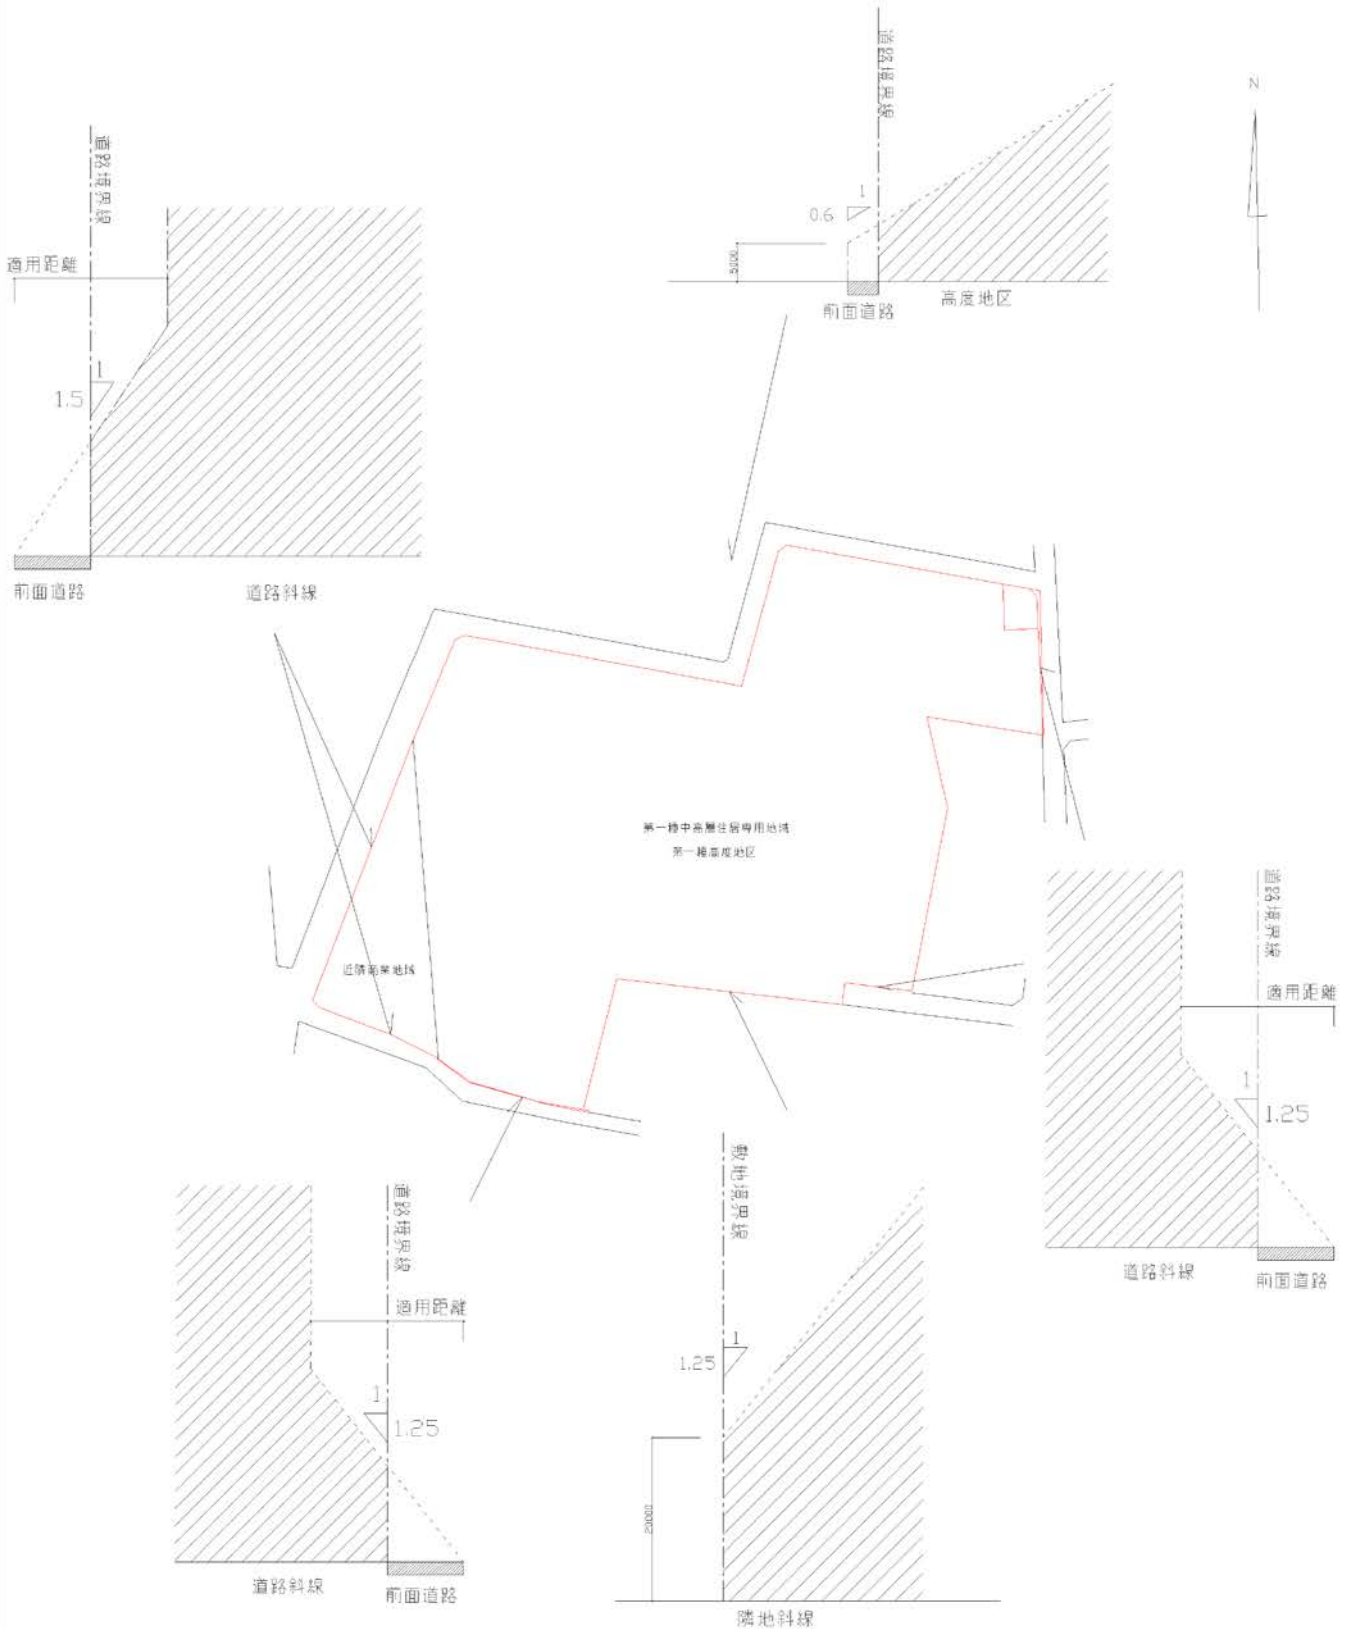 道路境界線
1
0.6
5000
前面道路
高度地区
N
道路境界線
適用距離
1
1.5
前面道路
道路斜線
第一種中高層住居専用地域
第一種高度地区
近隣商業地域
道路境界線
適用距離
1
1.25
道路斜線
前面道路
道路境界線
適用距離
1
1.25
道路斜線
前面道路
敷地境界線
1
1.25
20000
隣地斜線